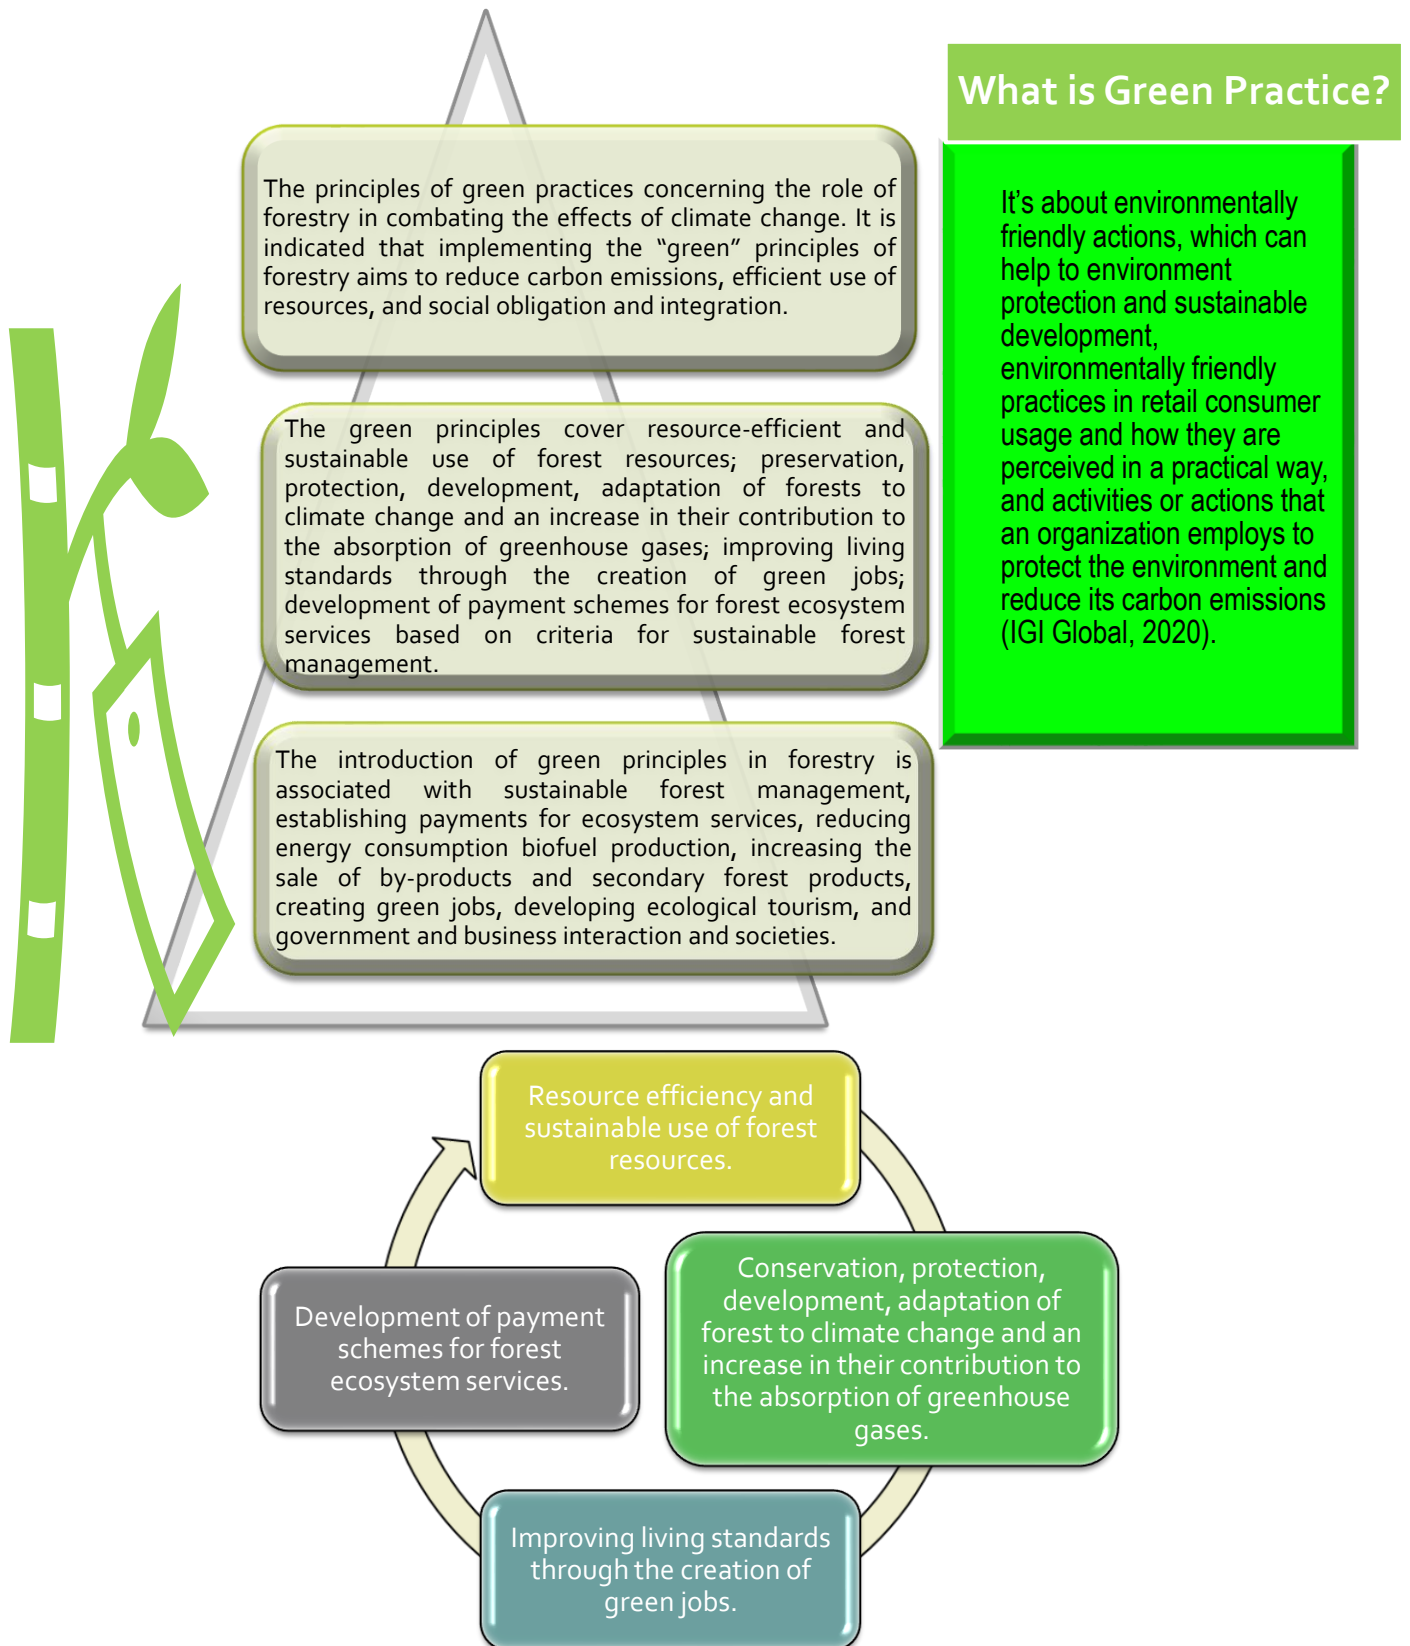 What is Green Practice?
The principles of green practices concerning the role of
forestry in combating the effects of climate change. It is
indicated that implementing the “green” principles of
forestry aims to reduce carbon emissions, efficient use of
resources, and social obligation and integration.
It’s about environmentally
friendly actions, which can
help to environment
protection and sustainable
development,
environmentally friendly
practices in retail consumer
usage and how they are
perceived in a practical way,
and activities or actions that
an organization employs to
protect the environment and
reduce its carbon emissions
(IGI Global, 2020).
The green principles cover resource-efficient and
sustainable use of forest resources; preservation,
protection, development, adaptation of forests to
climate change and an increase in their contribution to
the absorption of greenhouse gases; improving living
standards through the creation of green jobs;
development of payment schemes for forest ecosystem
services based on criteria for sustainable forest
management.
The introduction of green principles in forestry is
associated with sustainable forest management,
establishing payments for ecosystem services, reducing
energy consumption biofuel production, increasing the
sale of by-products and secondary forest products,
creating green jobs, developing ecological tourism, and
government and business interaction and societies.
Resource efficiency and
sustainable use of forest
resources.
Conservation, protection,
development, adaptation of
forest to climate change and an
increase in their contribution to
the absorption of greenhouse
gases.
Improving living standards
through the creation of
green jobs.
Development of payment
schemes for forest
ecosystem services.